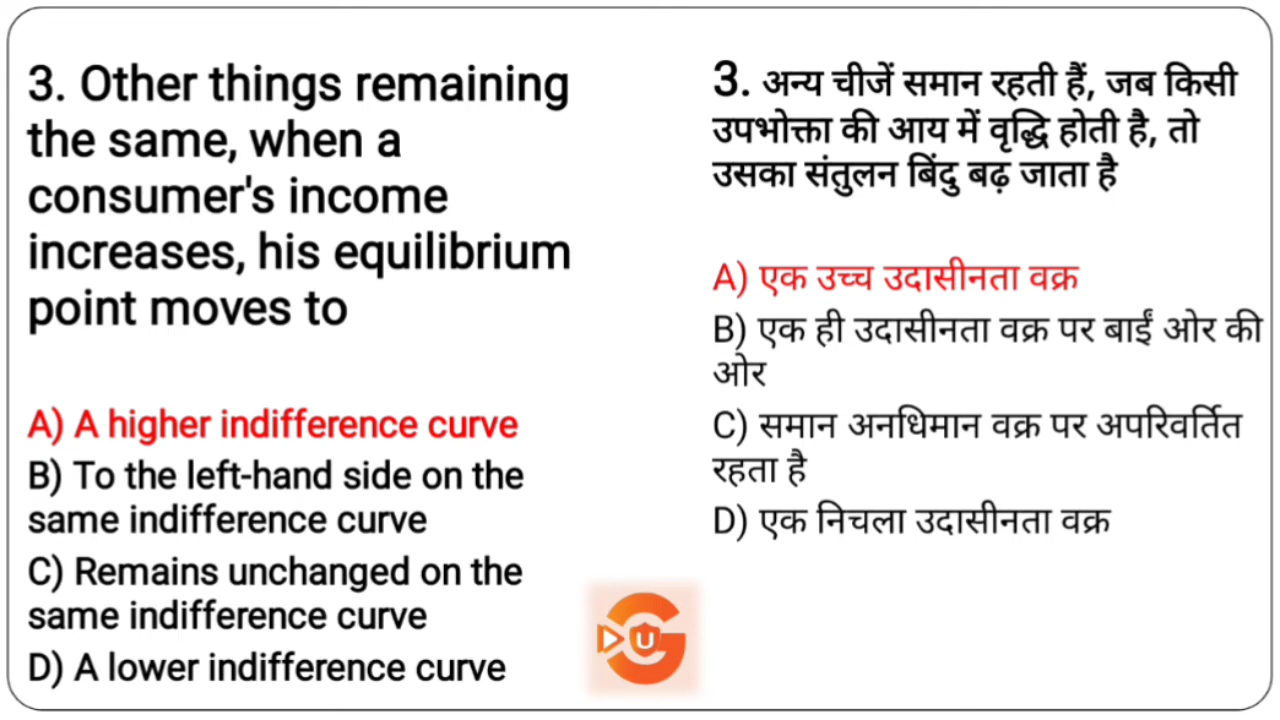 3. Other things remaining
the same, when a
consumer's income
increases, his equilibrium
point moves to
A) A higher indifference curve
B) To the left-hand side on the
same indifference curve
C) Remains unchanged on the
same indifference curve
D) A lower indifference curve
3. अन्य चीजें समान रहती हैं, जब किसी
उपभोक्ता की आय में वृद्धि होती है, तो
उसका संतुलन बिंदु बढ़ जाता है
A) एक उच्च उदासीनता वक्र
B) एक ही उदासीनता वक्र पर बाईं ओर की
ओर
C) समान अनधिमान वक्र पर अपरिवर्तित
रहता है
D) एक निचला उदासीनता वक्र
U